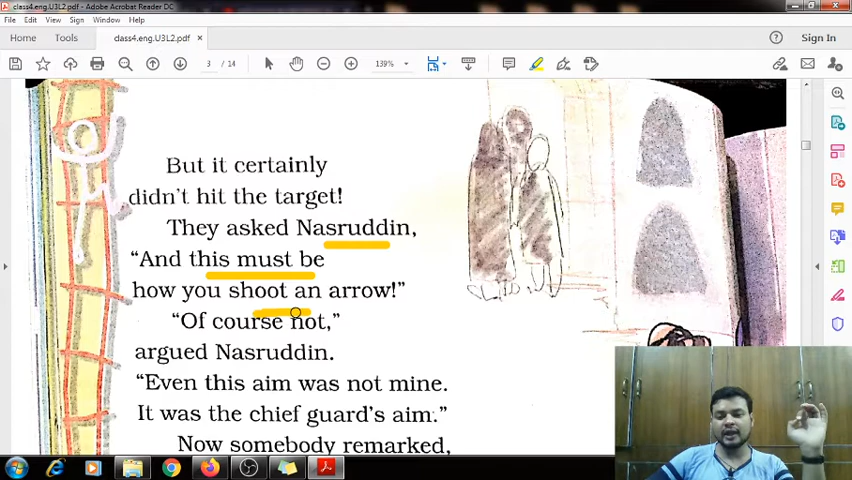 class4.eng.U3L2.pdf - Adobe Acrobat Reader DC
File Edit View Sign Window Help
Home Tools class4.eng.U3L2.pdf × Sign In
3 / 14 139%
But it certainly
didn't hit the target!
They asked Nasruddin,
"And this must be
how you shoot an arrow!"
"Of course not,"
argued Nasruddin.
"Even this aim was not mine.
It was the chief guard's aim."
Now somebody remarked,